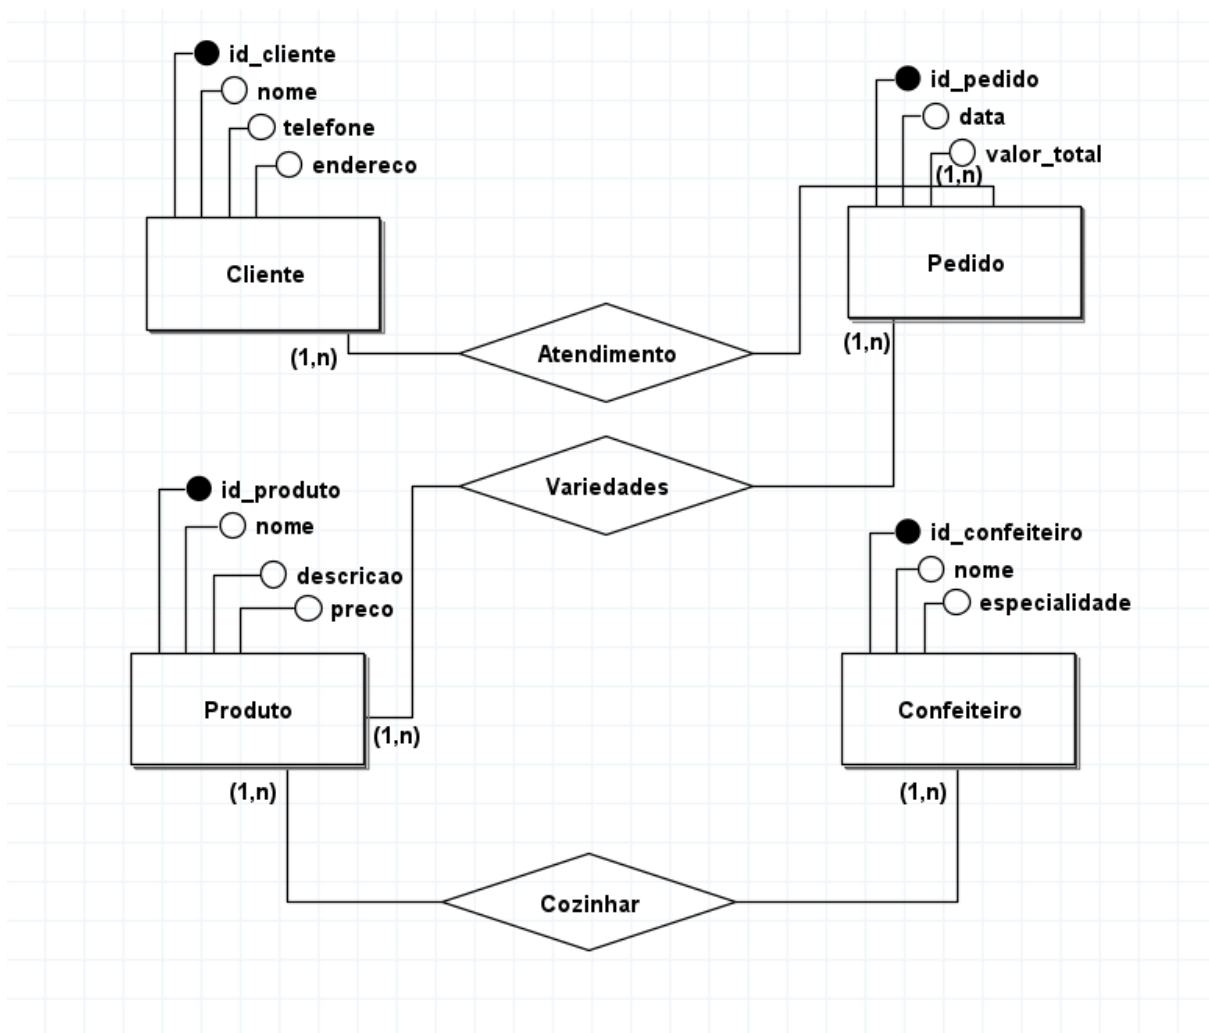 id_cliente
nome
telefone
endereco
Cliente
(1,n)
id_pedido
data
valor_total
(1,n)
Pedido
(1,n)
Atendimento
Variedades
id_produto
nome
descricao
preco
Produto
(1,n)
(1,n)
id_confeiteiro
nome
especialidade
Confeiteiro
(1,n)
Cozinhar